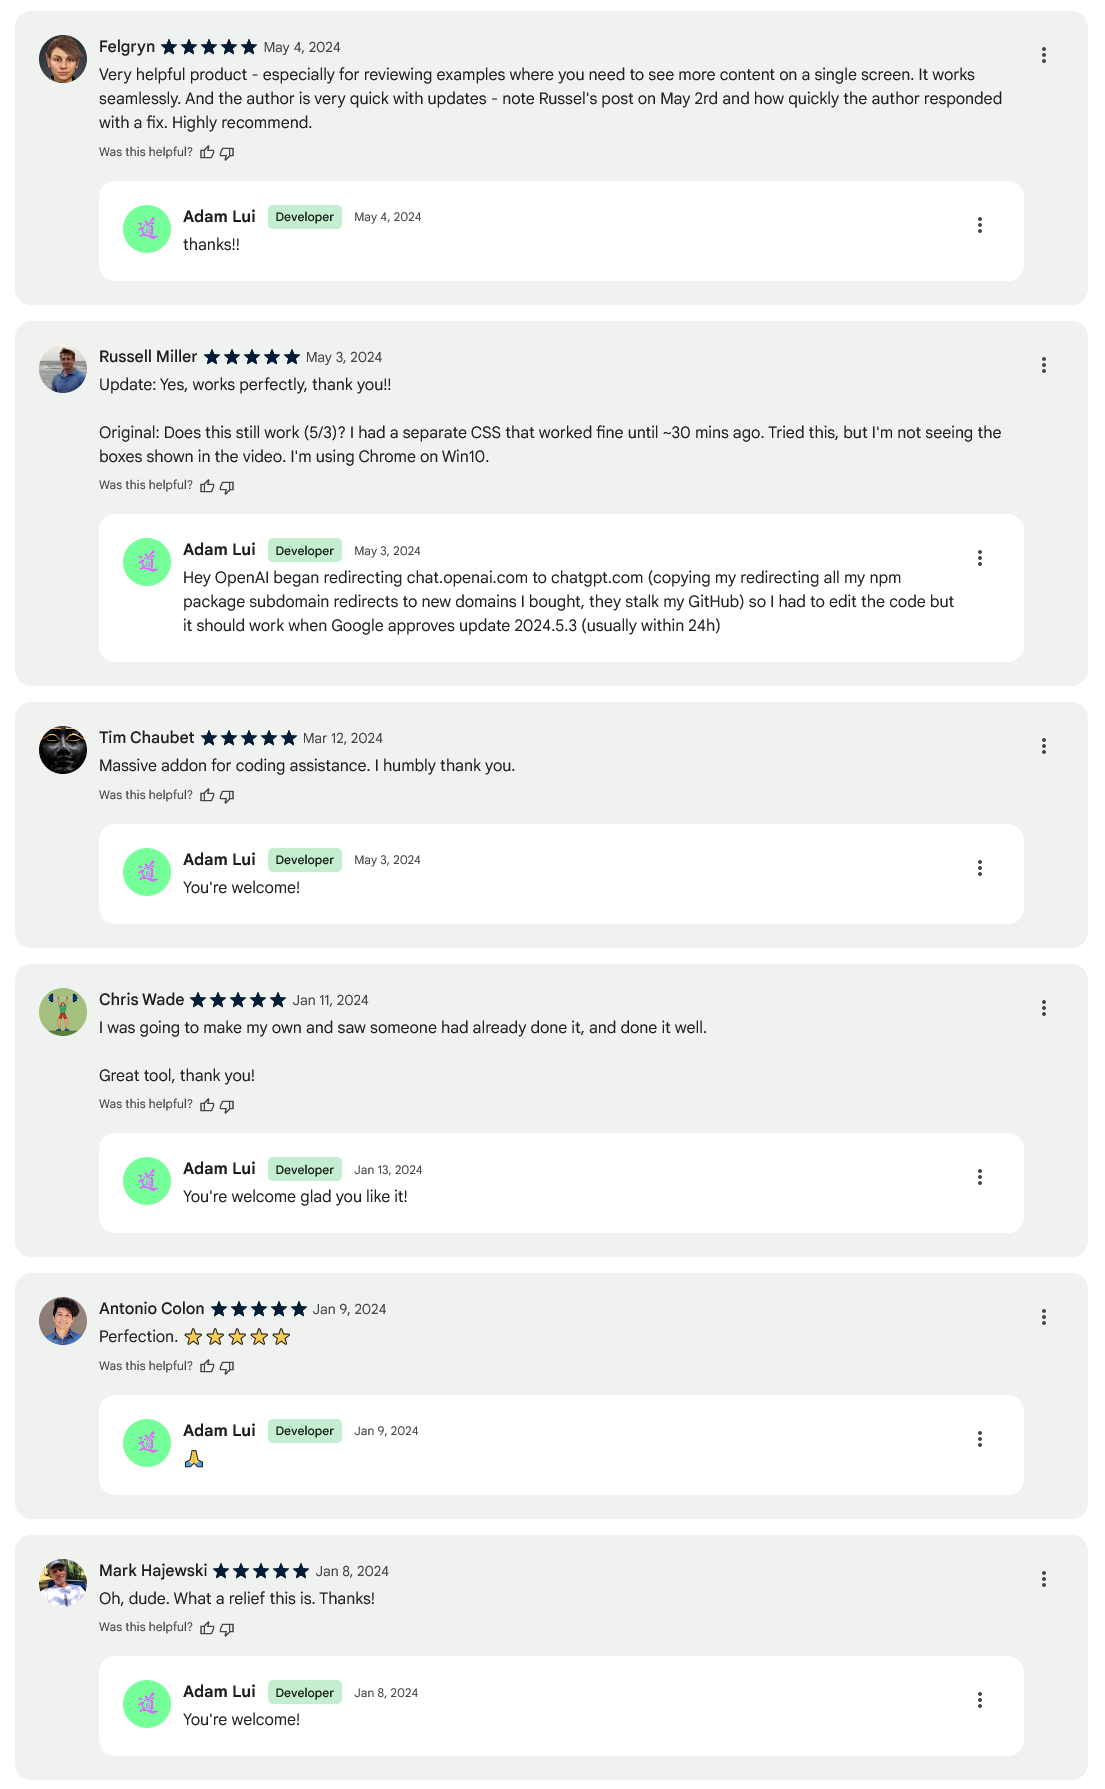 Felgryn ★★★★★ May 4, 2024
Very helpful product - especially for reviewing examples where you need to see more content on a single screen. It works
seamlessly. And the author is very quick with updates - note Russel's post on May 2rd and how quickly the author responded
with a fix. Highly recommend.
Was this helpful?
Adam Lui Developer May 4, 2024
thanks!!
Russell Miller ★★★★★ May 3, 2024
Update: Yes, works perfectly, thank you!!
Original: Does this still work (5/3)? I had a separate CSS that worked fine until ~30 mins ago. Tried this, but I'm not seeing the
boxes shown in the video. I'm using Chrome on Win10.
Was this helpful?
Adam Lui Developer May 3, 2024
Hey OpenAI began redirecting chat.openai.com to chatgpt.com (copying my redirecting all my npm
package subdomain redirects to new domains I bought, they stalk my GitHub) so I had to edit the code but
it should work when Google approves update 2024.5.3 (usually within 24h)
Tim Chaubet ★★★★★ Mar 12, 2024
Massive addon for coding assistance. I humbly thank you.
Was this helpful?
Adam Lui Developer May 3, 2024
You're welcome!
Chris Wade ★★★★★ Jan 11, 2024
I was going to make my own and saw someone had already done it, and done it well.
Great tool, thank you!
Was this helpful?
Adam Lui Developer Jan 13, 2024
You're welcome glad you like it!
Antonio Colon ★★★★★ Jan 9, 2024
Perfection. ⭐⭐⭐⭐⭐
Was this helpful?
Adam Lui Developer Jan 9, 2024
🙏
Mark Hajewski ★★★★★ Jan 8, 2024
Oh, dude. What a relief this is. Thanks!
Was this helpful?
Adam Lui Developer Jan 8, 2024
You're welcome!